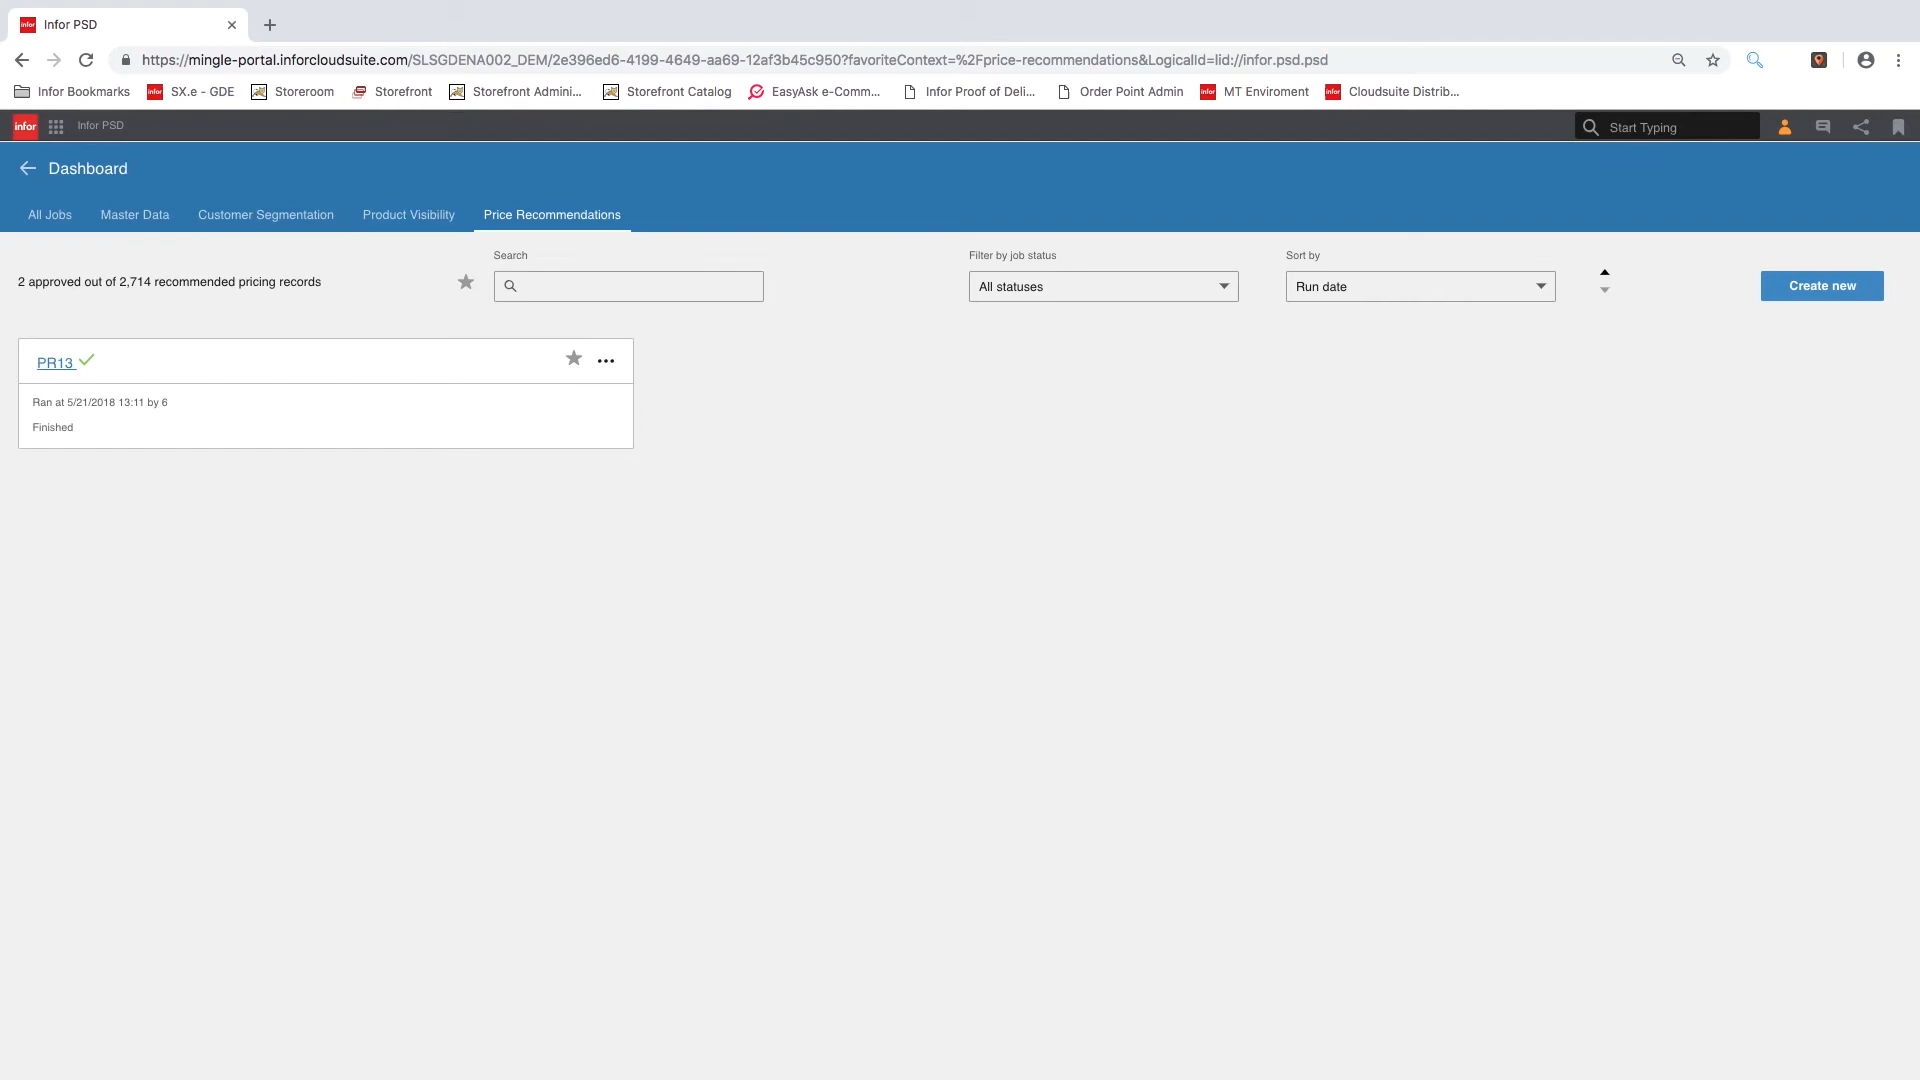 infor Infor PSD
https://mingle-portal.inforcloudsuite.com/SLSGDENA002_DEM/2e396ed6-4199-4649-aa69-12af3b45c950?favoriteContext=%2Fprice-recommendations&LogicalId=lid://infor.psd.psd
Infor Bookmarks infor SX.e - GDE Storeroom Storefront Storefront Admini... Storefront Catalog EasyAsk e-Comm... Infor Proof of Deli... Order Point Admin infor MT Enviroment infor Cloudsuite Distrib...
infor Infor PSD Start Typing
Dashboard
All Jobs Master Data Customer Segmentation Product Visibility Price Recommendations
Search Filter by job status Sort by
2 approved out of 2,714 recommended pricing records All statuses Run date Create new
PR13
Ran at 5/21/2018 13:11 by 6
Finished